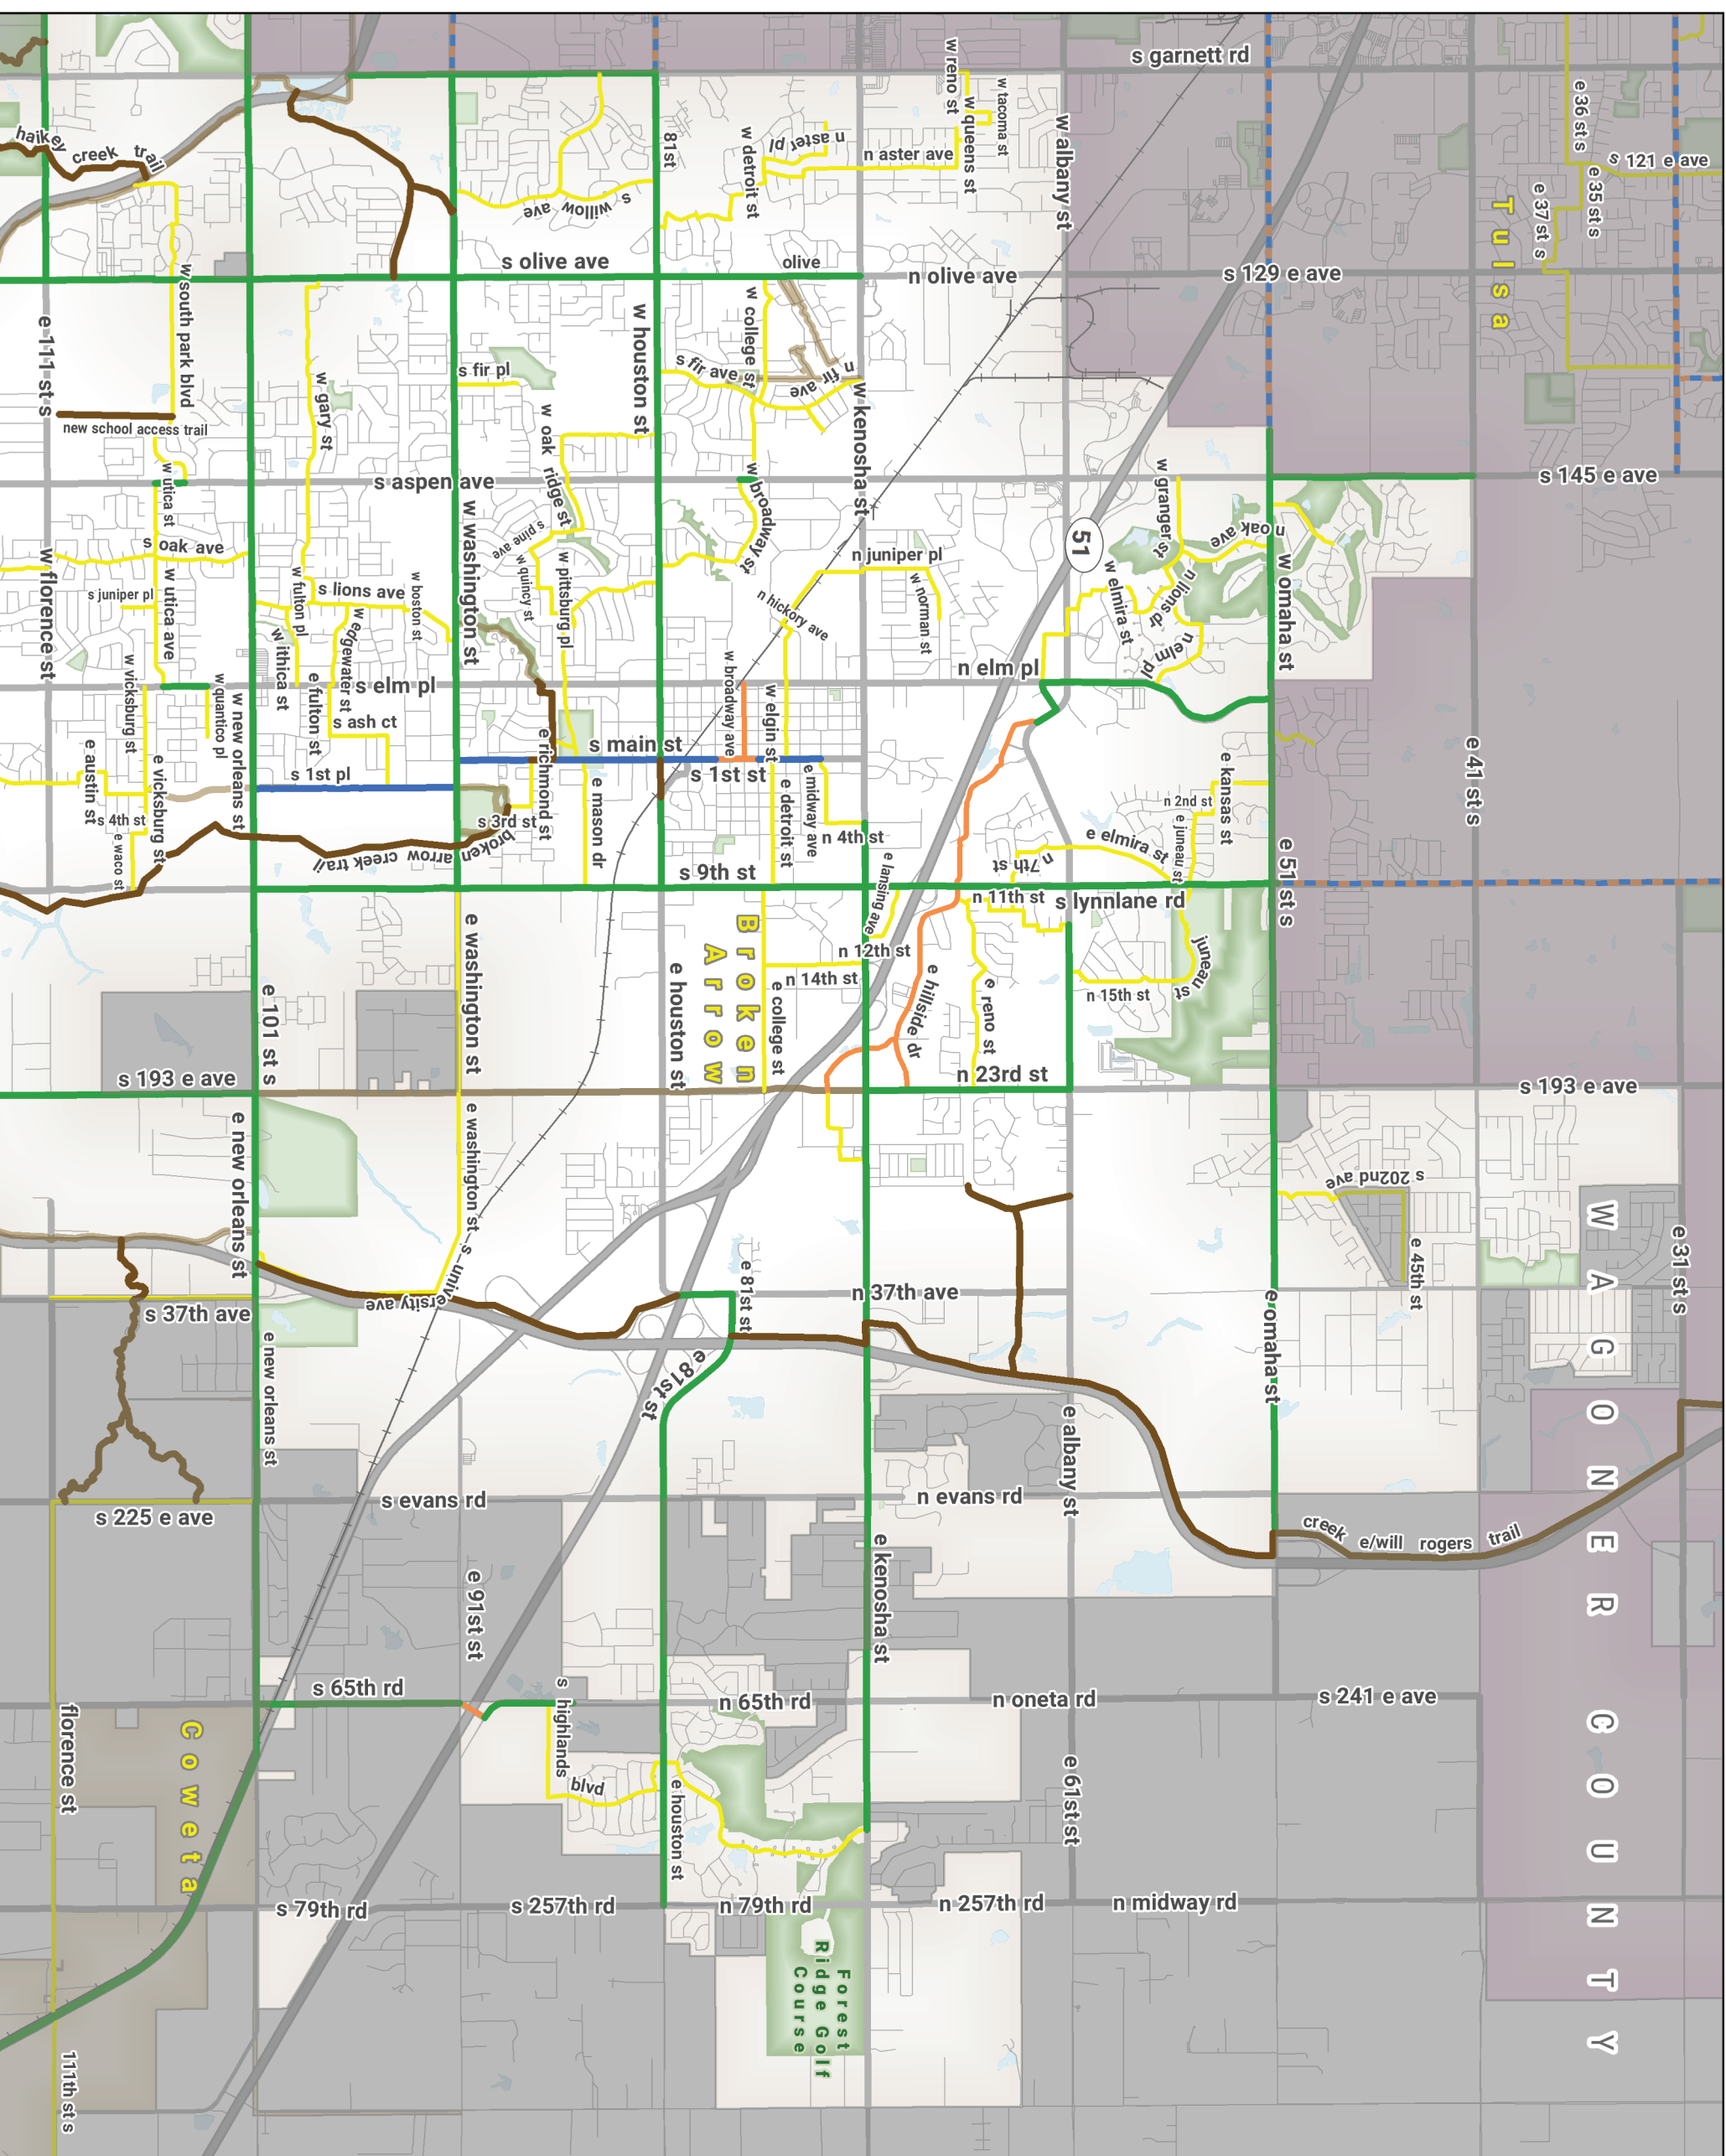 s garnett rd
w reno st
w queens st
w tacoma st
w albany st
81st
w detroit st
n aster pl
n aster ave
e 36 st s
s 121 e ave
e 35 st s
e 37 st s
Tulsa
haikey creek trail
s willow ave
s olive ave
olive
n olive ave
s 129 e ave
w south park blvd
e 111 st s
new school access trail
w gary st
s fir pl
w oak ridge st
w houston st
w college st
s fir ave
n fir ave
w kenosha st
s aspen ave
s 145 e ave
w utica st
s oak ave
w florence st
w washington st
s pine ave
w quincy st
w pittsburg pl
w broadway st
n juniper pl
w norman st
n hickory ave
51
w granger st
n oak ave
w omaha st
w elmira st
n lions dr
n elm pl
n elm pl
s juniper pl
w utica ave
w fulton pl
s lions ave
w boston st
w edgewater st
w ithica st
w vicksburg st
w quantico pl
w new orleans st
e fulton st
s elm pl
s ash ct
s 1st pl
e austin st
s 4th st
e vicksburg st
e waco st
broken arrow creek trail
s 3rd st
e richmond st
s main st
e mason dr
s 1st st
w broadway ave
w elgin st
e detroit st
e midway ave
n 4th st
s 9th st
e lansing ave
n 7th st
e elmira st
n 2nd st
e juneau st
e kansas st
e 41 st s
e 51 st s
n 11th st
s lynnlane rd
n 12th st
n 14th st
n 15th st
juneau st
e hillside dr
e reno st
n 23rd st
Broken
Arrow
e college st
e houston st
e washington st
e 101 st s
s 193 e ave
s 193 e ave
e new orleans st
e washington st
s university ave
s 37th ave
e new orleans st
e 81st st
e 81st st
n 37th ave
e omaha st
s 202nd ave
e 45th st
e 31 st s
WAGONER COUNTY
e albany st
s 225 e ave
s evans rd
n evans rd
creek e/will rogers trail
e 91st st
e kenosha st
s 65th rd
s highlands blvd
n 65th rd
n oneta rd
s 241 e ave
florence st
Coweta
e houston st
e 61st st
s 79th rd
s 257th rd
n 79th rd
n 257th rd
n midway rd
Forest
Ridge Golf
Course
111th st s